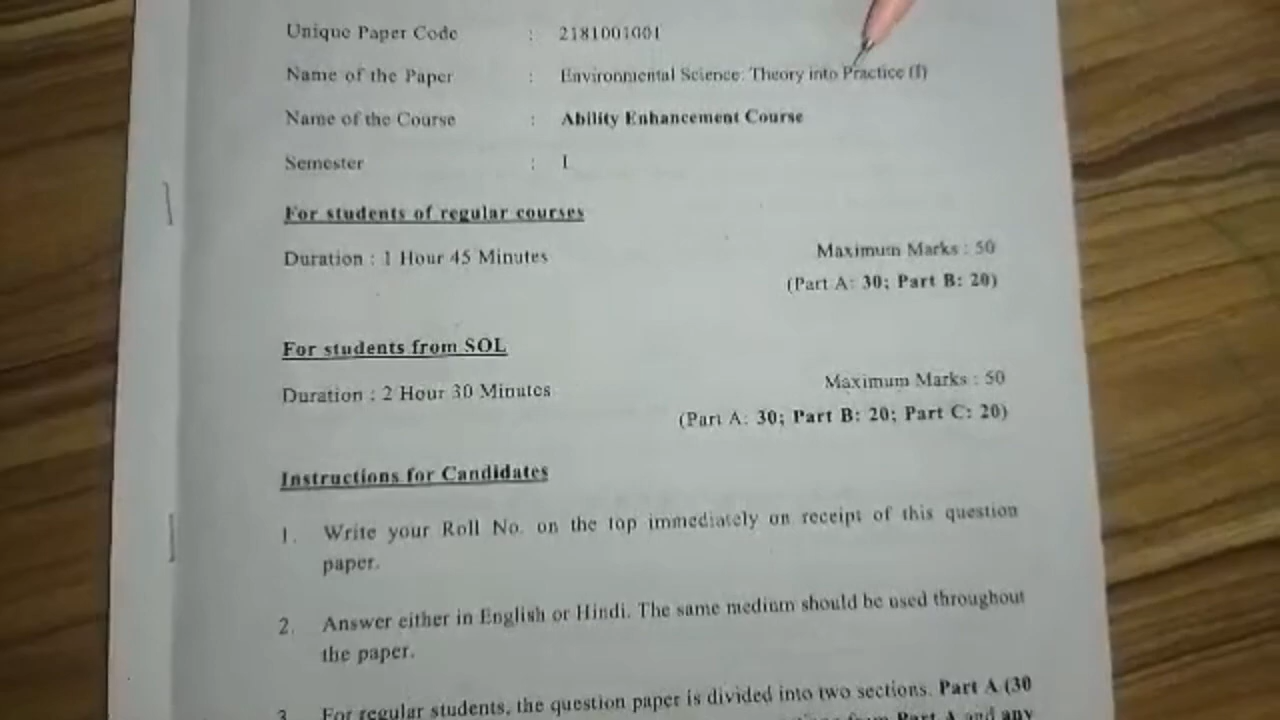 Unique Paper Code : 2181001001
Name of the Paper : Environmental Science: Theory into Practice (I)
Name of the Course : Ability Enhancement Course
Semester : I
For students of regular courses
Duration : 1 Hour 45 Minutes Maximum Marks : 50
(Part A: 30; Part B: 20)
For students from SOL
Duration : 2 Hour 30 Minutes Maximum Marks : 50
(Part A: 30; Part B: 20; Part C: 20)
Instructions for Candidates
1. Write your Roll No. on the top immediately on receipt of this question
paper.
2. Answer either in English or Hindi. The same medium should be used throughout
the paper.
3. For regular students, the question paper is divided into two sections. Part A (30
from Part A and any